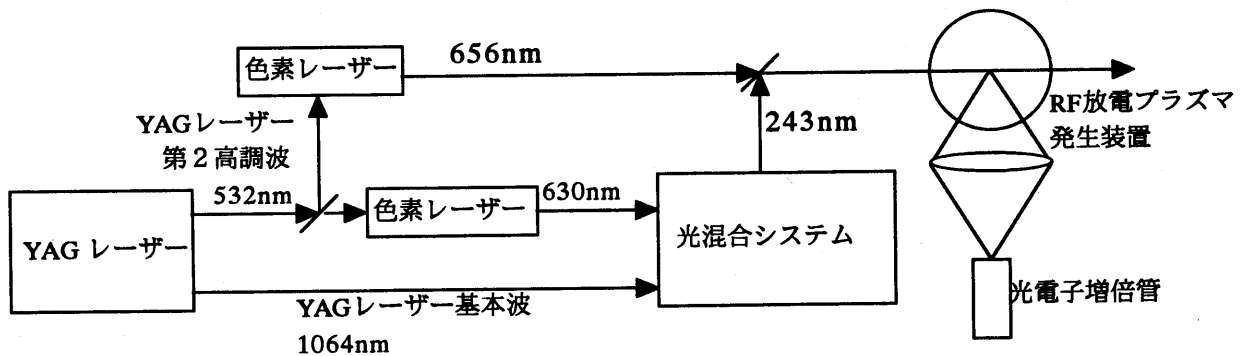 色素レーザー
656nm
YAGレーザー
第2高調波
243nm
RF放電プラズマ
発生装置
532nm
色素レーザー
630nm
YAG レーザー
光混合システム
YAGレーザー基本波
1064nm
光電子増倍管